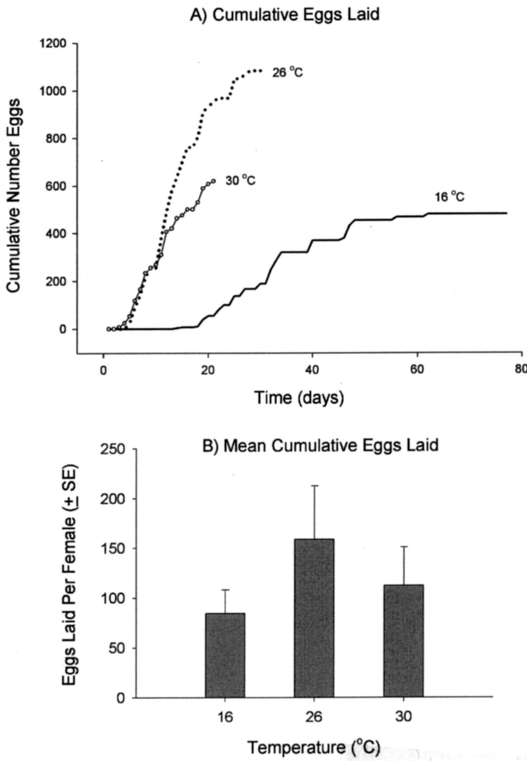 A) Cumulative Eggs Laid
1200
1000
800
600
400
200
0
26 °C
30 °C
16 °C
Cumulative Number Eggs
0 20 40 60 80
Time (days)
B) Mean Cumulative Eggs Laid
250
200
150
100
50
0
Eggs Laid Per Female (± SE)
16 26 30
Temperature (°C)